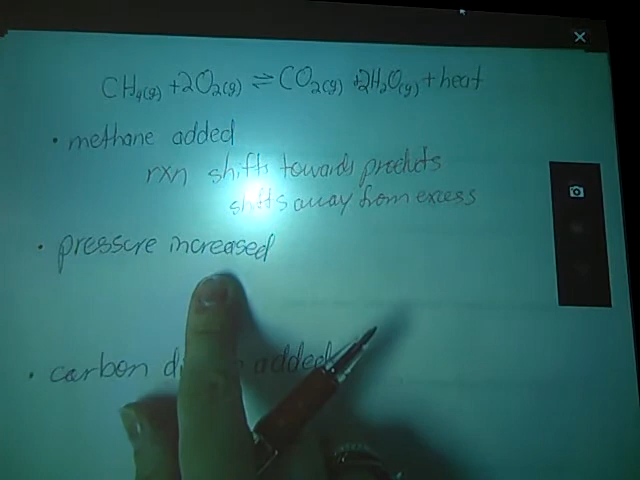 CH₄(g) + 2O₂(g) ⇌ CO₂(g) + 2H₂O(g) + heat
• methane added
rxn shifts towards products
shifts away from excess
• pressure increased
• carbon di added